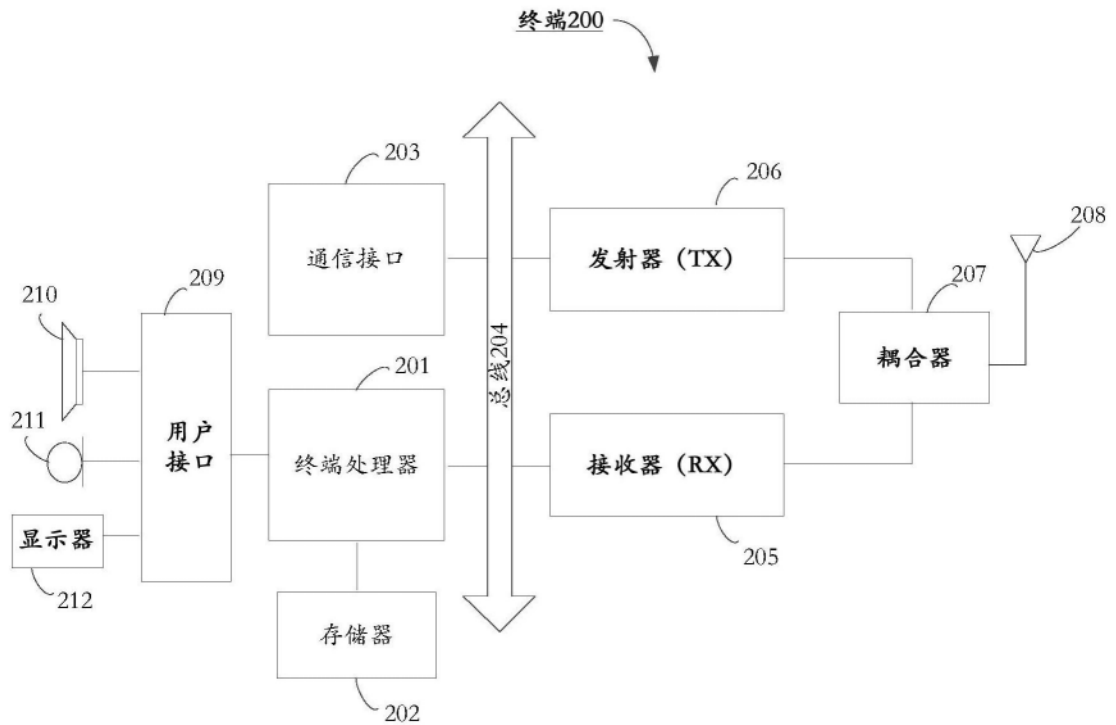 终端200
203
通信接口
206
发射器（TX）
208
207
耦合器
210
209
用户
接口
211
201
终端处理器
总线204
接收器（RX）
205
显示器
212
存储器
202